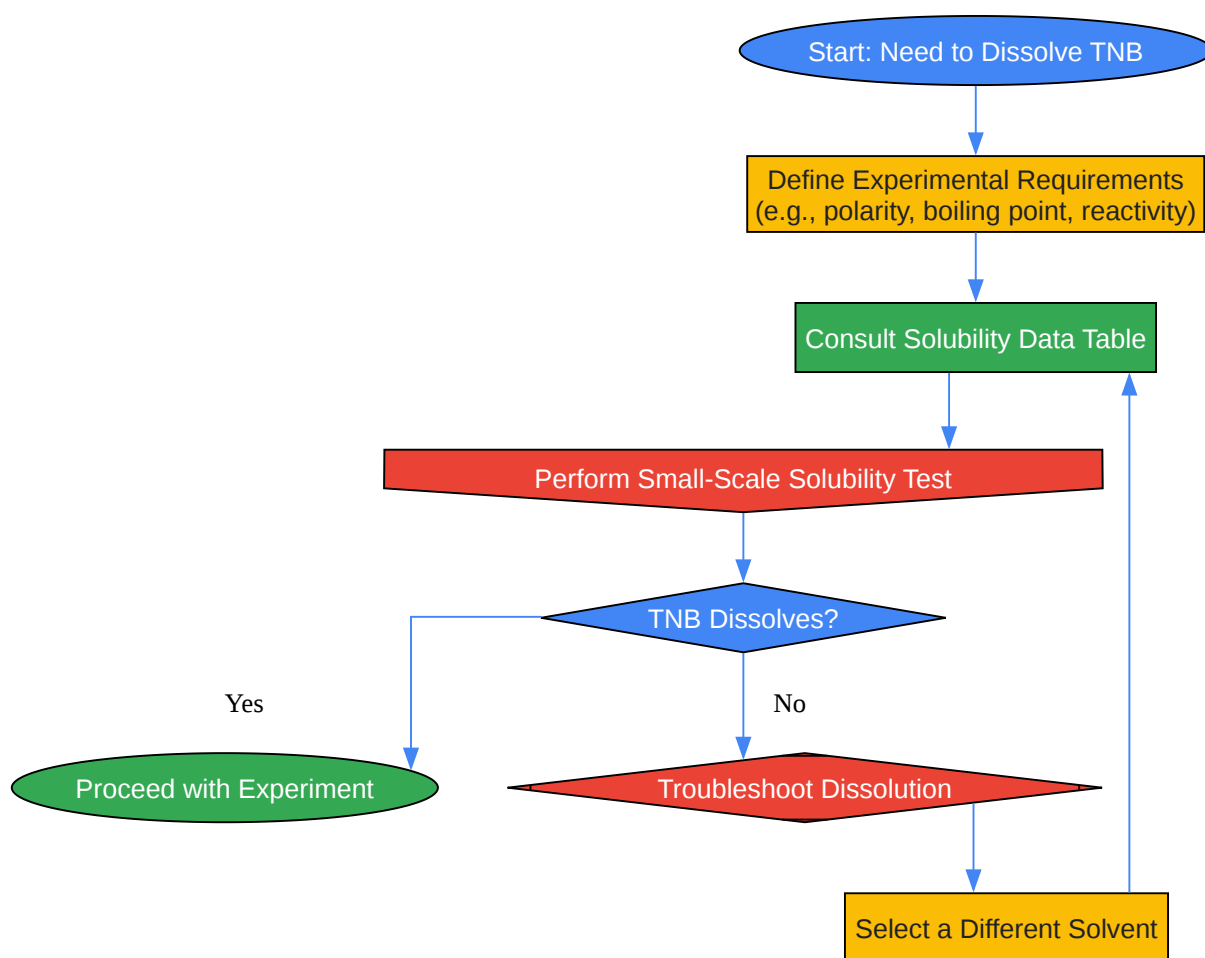 Start: Need to Dissolve TNB
Define Experimental Requirements
(e.g., polarity, boiling point, reactivity)
Consult Solubility Data Table
Perform Small-Scale Solubility Test
TNB Dissolves?
Yes
No
Proceed with Experiment
Troubleshoot Dissolution
Select a Different Solvent